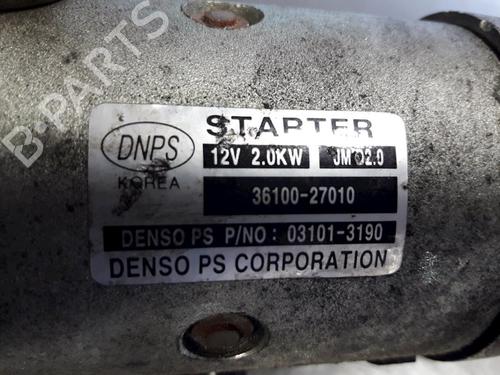 B-PARTS
STARTER
DNPS
KOREA
12V 2.0KW
JM D2.0
36100-27010
DENSO PS P/NO: 03101-3190
DENSO PS CORPORATION